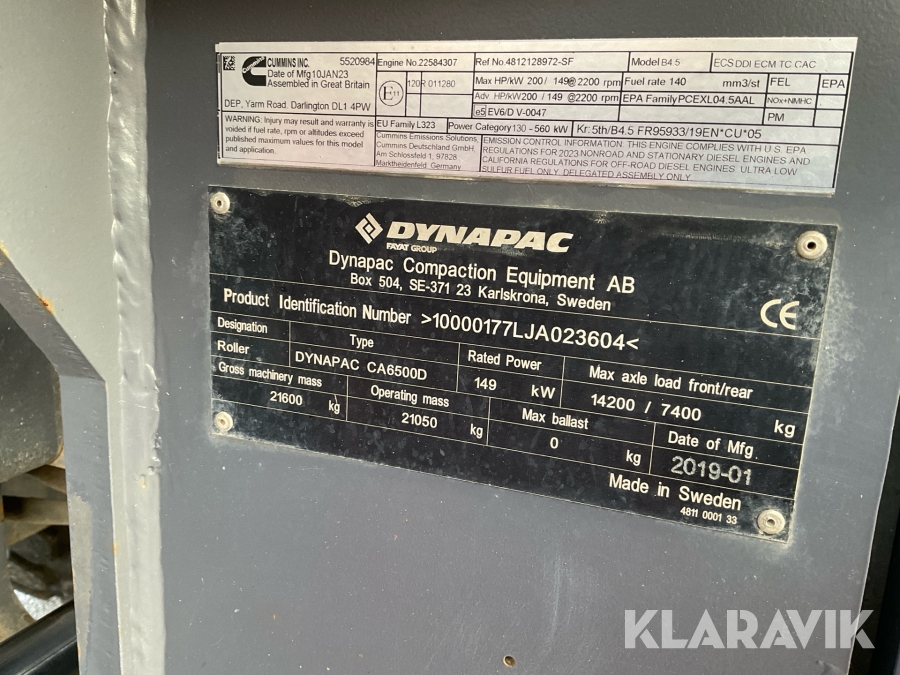 CUMMINS INC. 5520984
Date of Mfg10JAN23
Assembled in Great Britain
DEP, Yarm Road. Darlington DL1 4PW
WARNING: Injury may result and warranty is
voided if fuel rate, rpm or altitudes exceed
published maximum values for this model
and application.
Engine No.22584307
E11 120R 011280
EU Family L323
Cummins Emissions Solutions,
Cummins Deutschland GmbH,
Am Schlossfeld 1, 97828
Marktheidenfeld, Germany
Ref No.4812128972-SF
Max HP/kW 200 / 149@2200 rpm
Adv. HP/kW200 / 149 @2200 rpm
e5 EV6/D V-0047
Power Category130 - 560 kW
Model B4.5
ECS DDI ECM TC CAC
Fuel rate 140 mm3/st
EPA FamilyPCEXL04.5AAL
Kr: 5th/B4.5 FR95933/19EN*CU*05
FEL EPA
NOx+NMHC
PM
EMISSION CONTROL INFORMATION: THIS ENGINE COMPLIES WITH U.S. EPA
REGULATIONS FOR 2023 NONROAD AND STATIONARY DIESEL ENGINES AND
CALIFORNIA REGULATIONS FOR OFF-ROAD DIESEL ENGINES. ULTRA LOW
SULFUR FUEL ONLY. DELEGATED ASSEMBLY ONLY
DYNAPAC
FAYAT GROUP
Dynapac Compaction Equipment AB
Box 504, SE-371 23 Karlskrona, Sweden
CE
Product Identification Number >10000177LJA023604<
Designation Type Rated Power Max axle load front/rear
Roller DYNAPAC CA6500D 149 kW 14200 / 7400 kg
Gross machinery mass Operating mass Max ballast Date of Mfg
21600 kg 21050 kg 0 kg 2019-01
Made in Sweden
4811 0001 33
KLARAVIK